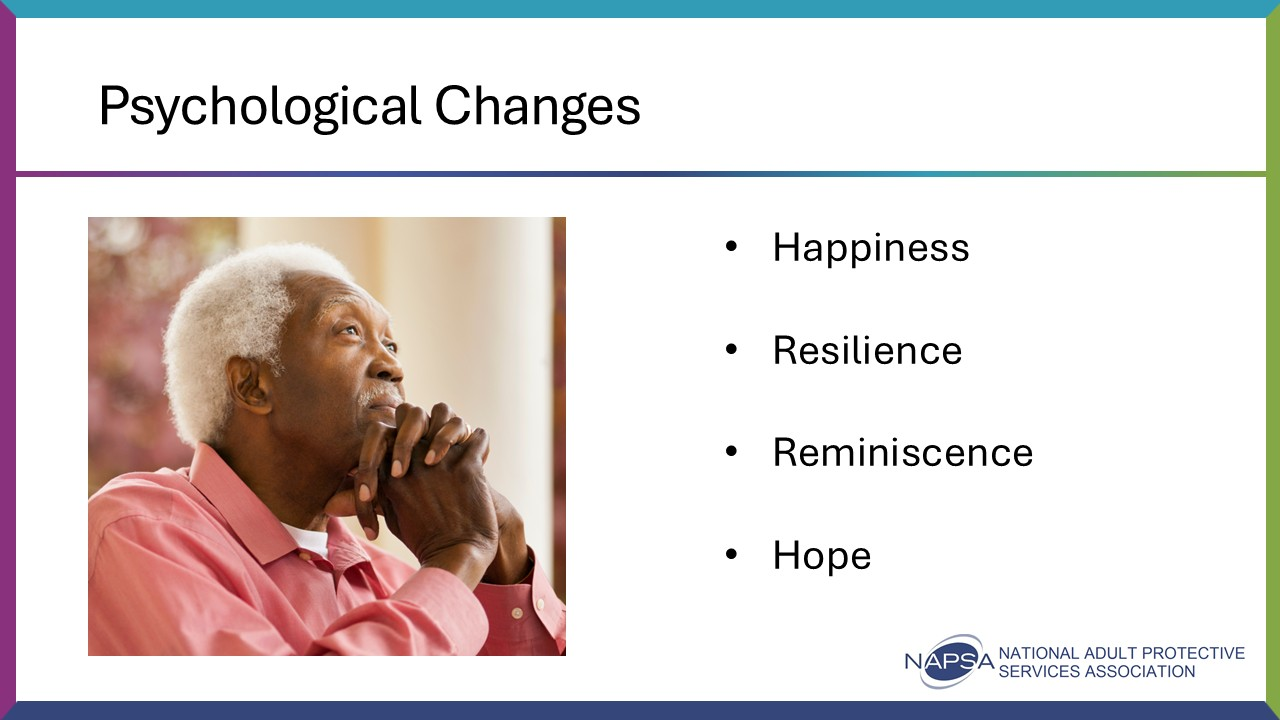 Psychological Changes
• Happiness
• Resilience
• Reminiscence
• Hope
NAPSA
NATIONAL ADULT PROTECTIVE
SERVICES ASSOCIATION